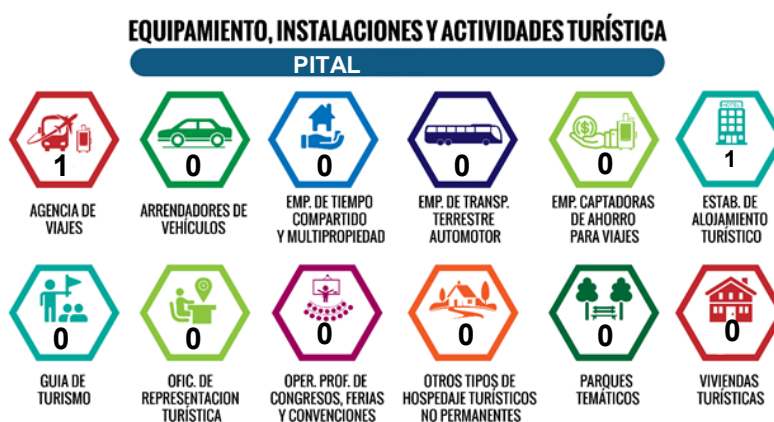 EQUIPAMIENTO, INSTALACIONES Y ACTIVIDADES TURÍSTICA
PITAL
1
AGENCIA DE
VIAJES
0
ARRENDADORES DE
VEHÍCULOS
0
EMP. DE TIEMPO
COMPARTIDO
Y MULTIPROPIEDAD
0
EMP. DE TRANSP.
TERRESTRE
AUTOMOTOR
$
0
EMP. CAPTADORAS
DE AHORRO
PARA VIAJES
HOTEL
1
ESTAB. DE
ALOJAMIENTO
TURÍSTICO
0
GUIA DE
TURISMO
0
OFIC. DE
REPRESENTACION
TURÍSTICA
0
OPER. PROF. DE
CONGRESOS, FERIAS
Y CONVENCIONES
0
OTROS TIPOS DE
HOSPEDAJE TURÍSTICOS
NO PERMANENTES
0
PARQUES
TEMÁTICOS
0
VIVIENDAS
TURÍSTICAS